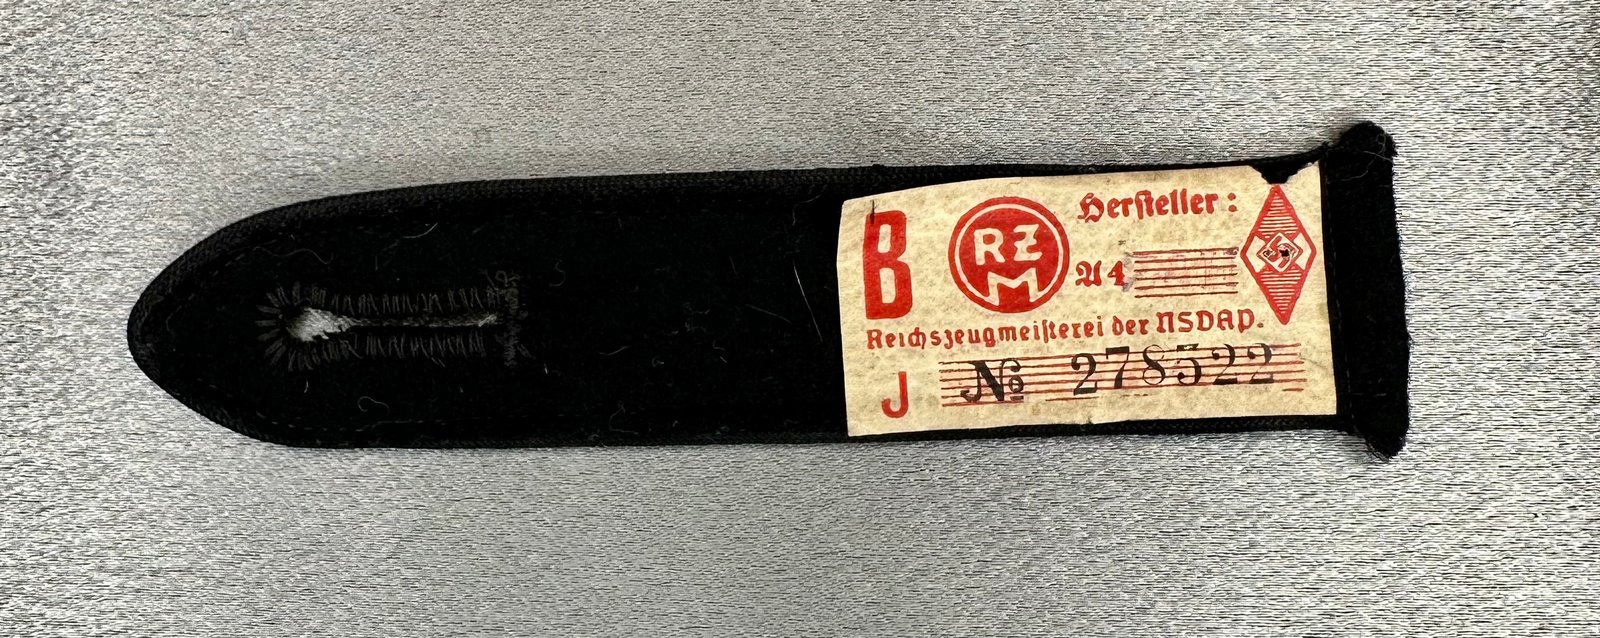 B
RZM
Hersteller:
A4
Reichszeugmeisterei der NSDAP.
J
No 278522